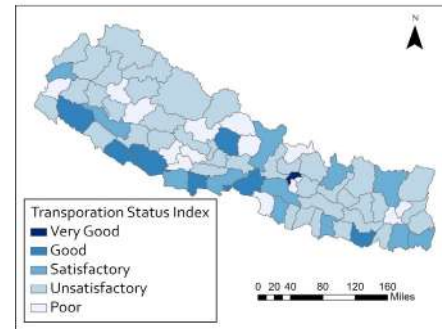 N
Transporation Status Index
Very Good
Good
Satisfactory
Unsatisfactory
Poor
0 20 40 80 120 160
Miles